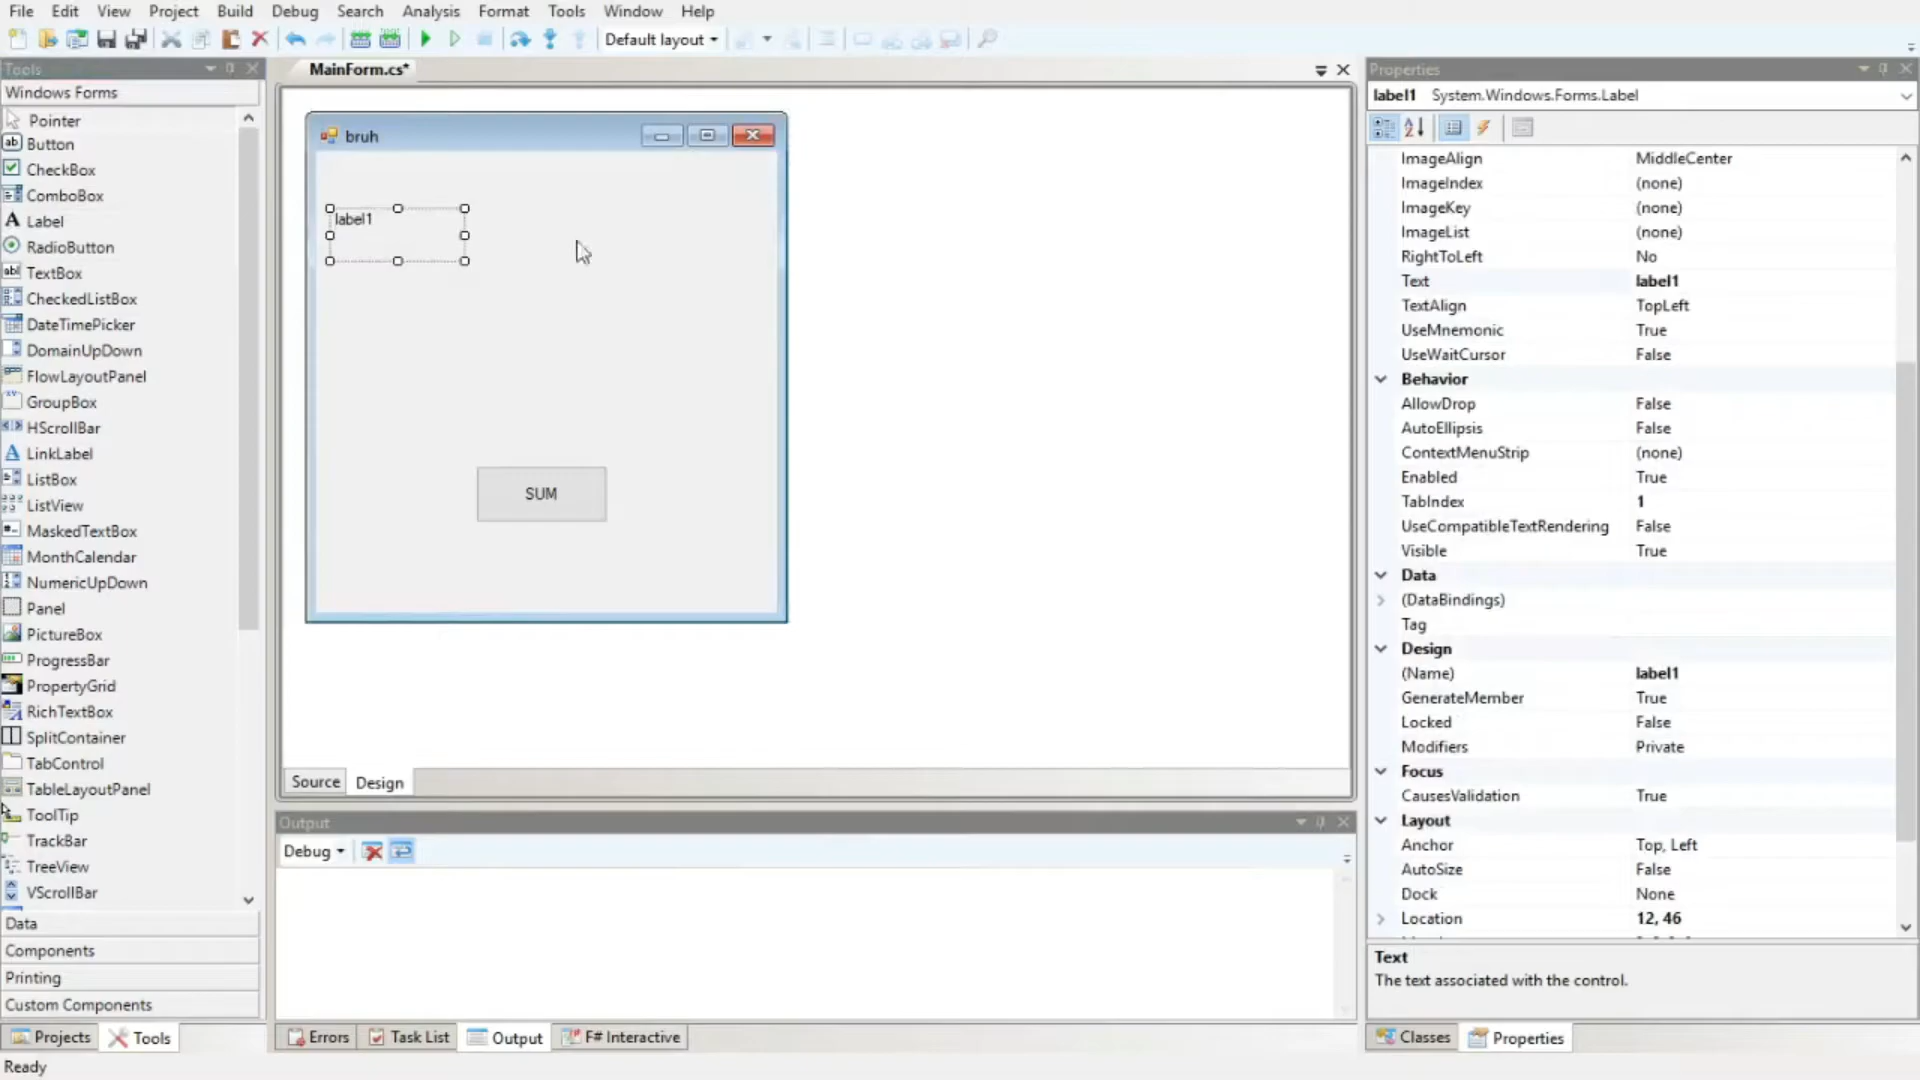 File Edit View Project Build Debug Search Analysis Format Tools Window Help
Default layout
Tools
Windows Forms
Pointer
Button
CheckBox
ComboBox
Label
RadioButton
TextBox
CheckedListBox
DateTimePicker
DomainUpDown
FlowLayoutPanel
GroupBox
HScrollBar
LinkLabel
ListBox
ListView
MaskedTextBox
MonthCalendar
NumericUpDown
Panel
PictureBox
ProgressBar
PropertyGrid
RichTextBox
SplitContainer
TabControl
TableLayoutPanel
ToolTip
TrackBar
TreeView
VScrollBar
Data
Components
Printing
Custom Components
Projects Tools
Ready
MainForm.cs*
bruh
label1
SUM
Source Design
Output
Debug
Errors Task List Output F# Interactive
Properties
label1 System.Windows.Forms.Label
ImageAlign MiddleCenter
ImageIndex (none)
ImageKey (none)
ImageList (none)
RightToLeft No
Text label1
TextAlign TopLeft
UseMnemonic True
UseWaitCursor False
Behavior
AllowDrop False
AutoEllipsis False
ContextMenuStrip (none)
Enabled True
TabIndex 1
UseCompatibleTextRendering False
Visible True
Data
(DataBindings)
Tag
Design
(Name) label1
GenerateMember True
Locked False
Modifiers Private
Focus
CausesValidation True
Layout
Anchor Top, Left
AutoSize False
Dock None
Location 12, 46
Text
The text associated with the control.
Classes Properties